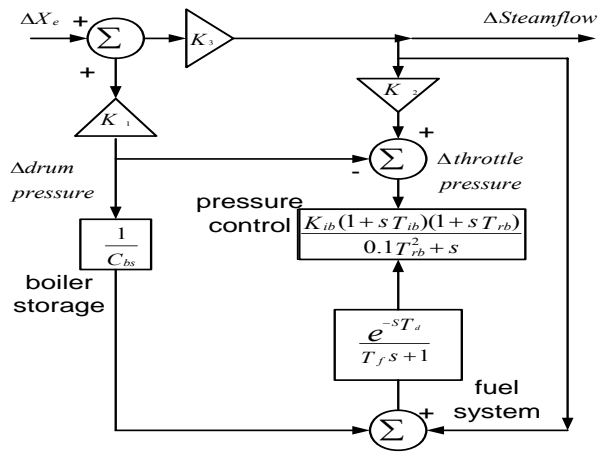 ΔX_e
+
+
Σ
K_3
ΔSteamflow
K_1
K_2
+
-
Σ
Δdrum pressure
Δthrottle pressure
pressure control
K_ib(1+sT_ib)(1+sT_rb)
0.1T_rb^2+s
1
C_bs
boiler storage
e^-sT_d
T_f s+1
fuel system
+
Σ